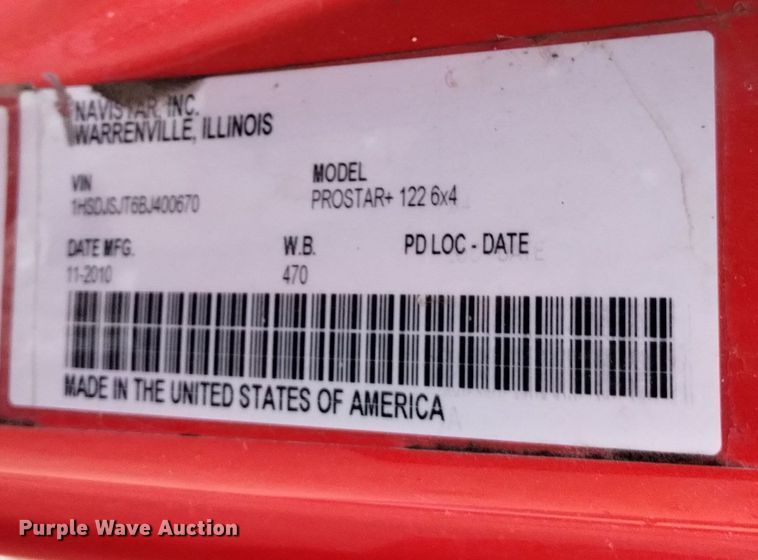 NAVISTAR, INC.
WARRENVILLE, ILLINOIS
VIN
1HSDJSJT6BJ400670
MODEL
PROSTAR+ 122 6x4
DATE MFG.
11-2010
W.B.
470
PD LOC - DATE
MADE IN THE UNITED STATES OF AMERICA
Purple Wave Auction